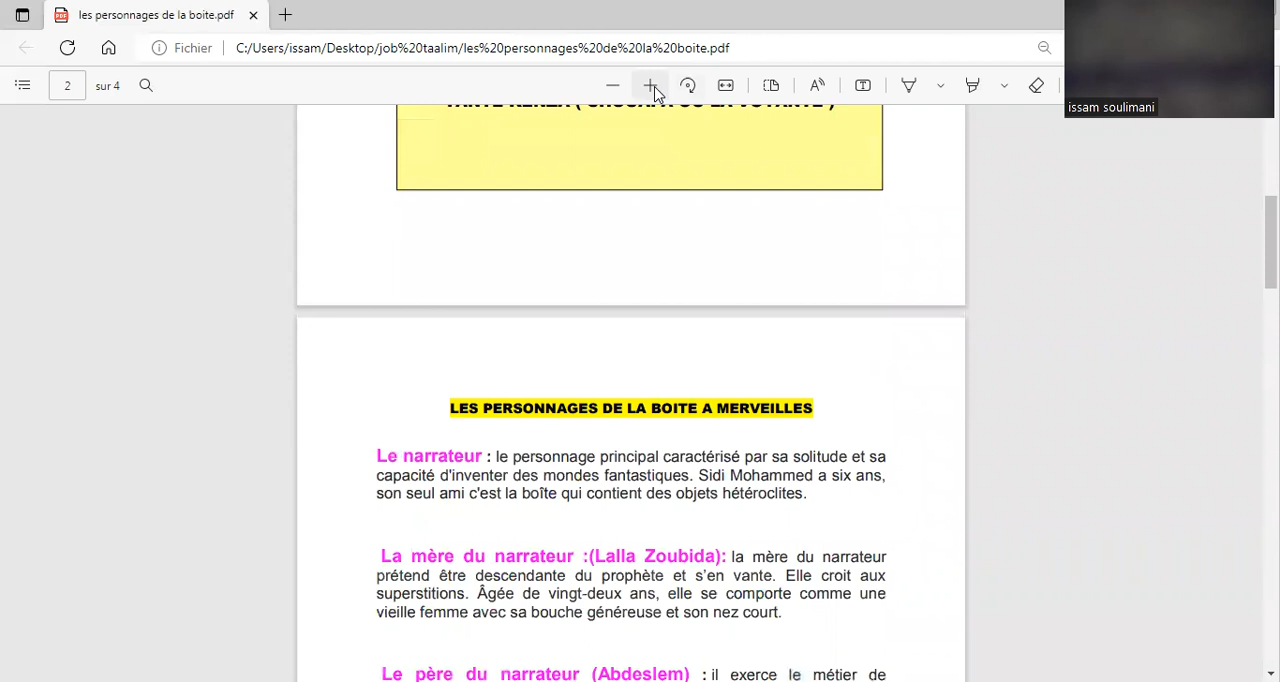 les personnages de la boite.pdf
Fichier
C:/Users/issam/Desktop/job%20taalim/les%20personnages%20de%20la%20boite.pdf
2
sur 4
issam soulimani
LES PERSONNAGES DE LA BOITE A MERVEILLES
Le narrateur : le personnage principal caractérisé par sa solitude et sa
capacité d'inventer des mondes fantastiques. Sidi Mohammed a six ans,
son seul ami c'est la boîte qui contient des objets hétéroclites.
La mère du narrateur :(Lalla Zoubida): la mère du narrateur
prétend être descendante du prophète et s'en vante. Elle croit aux
superstitions. Âgée de vingt-deux ans, elle se comporte comme une
vieille femme avec sa bouche généreuse et son nez court.
Le père du narrateur (Abdeslem) : il exerce le métier de